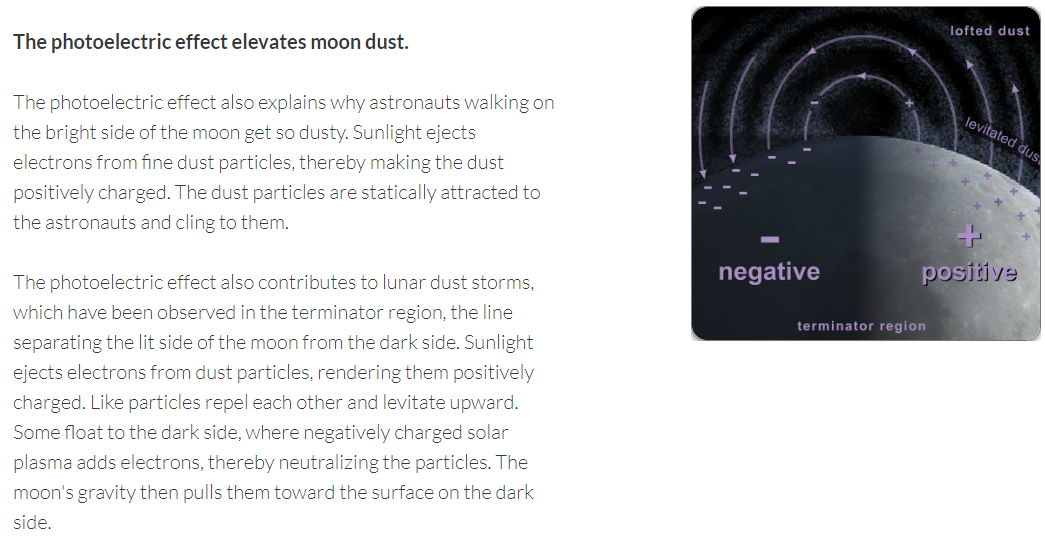 The photoelectric effect elevates moon dust.
The photoelectric effect also explains why astronauts walking on
the bright side of the moon get so dusty. Sunlight ejects
electrons from fine dust particles, thereby making the dust
positively charged. The dust particles are statically attracted to
the astronauts and cling to them.
The photoelectric effect also contributes to lunar dust storms,
which have been observed in the terminator region, the line
separating the lit side of the moon from the dark side. Sunlight
ejects electrons from dust particles, rendering them positively
charged. Like particles repel each other and levitate upward.
Some float to the dark side, where negatively charged solar
plasma adds electrons, thereby neutralizing the particles. The
moon's gravity then pulls them toward the surface on the dark
side.
lofted dust
levitated dust
negative
positive
terminator region